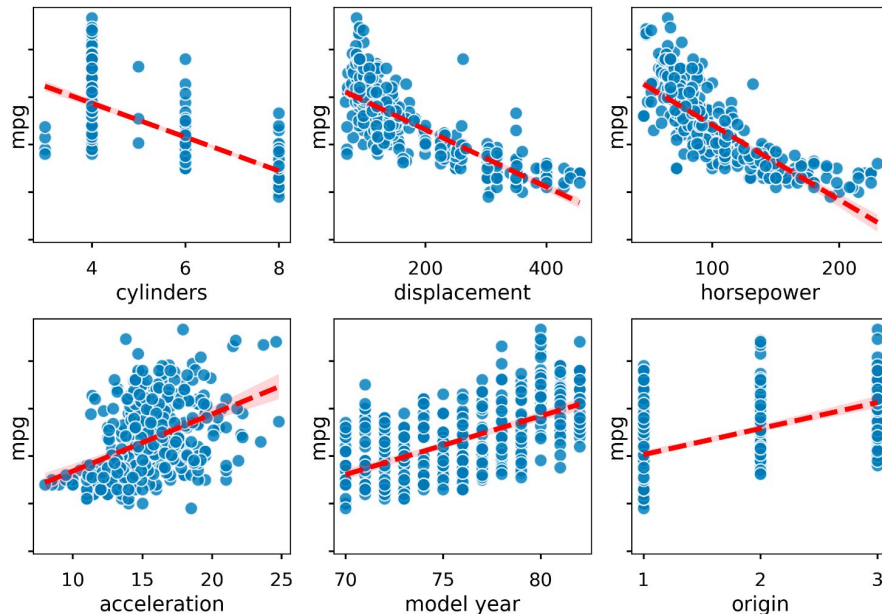 mpg
4 6 8
cylinders
mpg
200 400
displacement
mpg
100 200
horsepower
mpg
10 15 20 25
acceleration
mpg
70 75 80
model year
mpg
1 2 3
origin